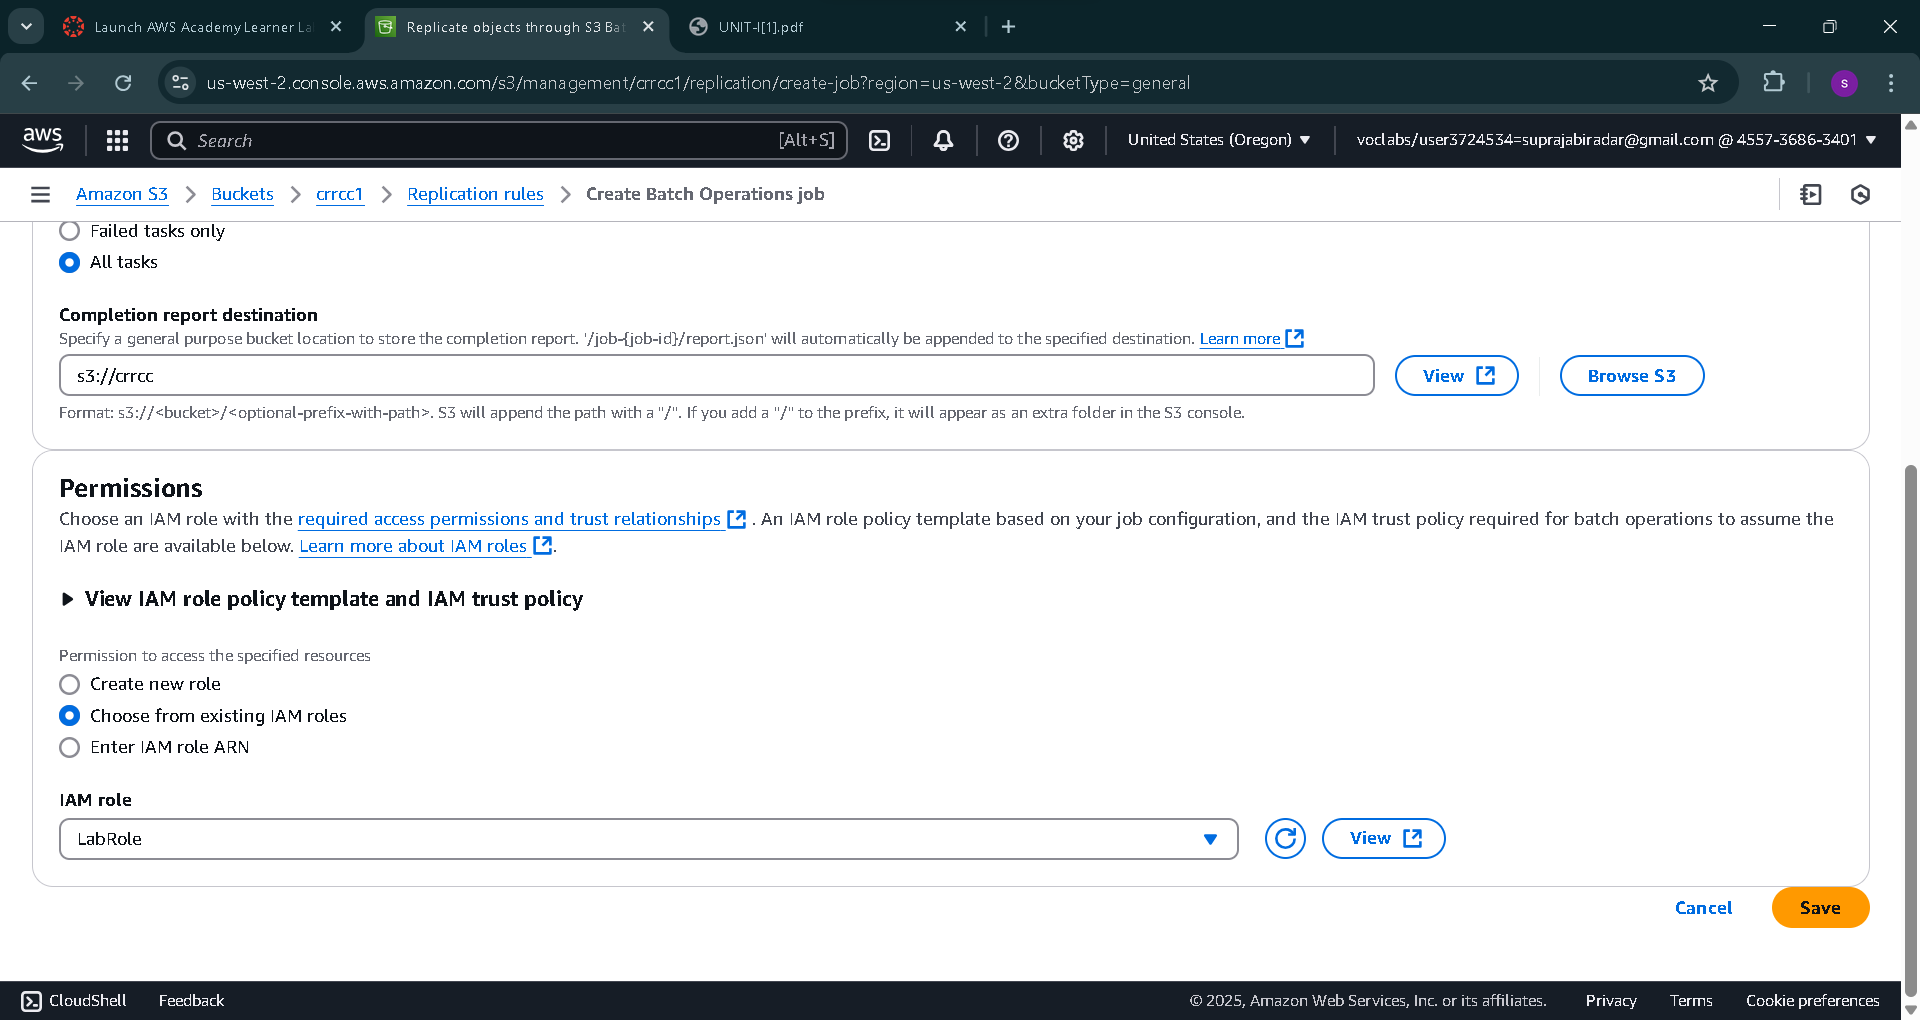 Launch AWS Academy Learner La
Replicate objects through S3 Bat
UNIT-I[1].pdf
us-west-2.console.aws.amazon.com/s3/management/crrcc1/replication/create-job?region=us-west-2&bucketType=general
s
aws
Search
[Alt+S]
United States (Oregon)
voclabs/user3724534=suprajabiradar@gmail.com @ 4557-3686-3401
Amazon S3
Buckets
crrcc1
Replication rules
Create Batch Operations job
Failed tasks only
All tasks
Completion report destination
Specify a general purpose bucket location to store the completion report. '/job-{job-id}/report.json' will automatically be appended to the specified destination. Learn more
s3://crrcc
View
Browse S3
Format: s3://<bucket>/<optional-prefix-with-path>. S3 will append the path with a "/". If you add a "/" to the prefix, it will appear as an extra folder in the S3 console.
Permissions
Choose an IAM role with the required access permissions and trust relationships . An IAM role policy template based on your job configuration, and the IAM trust policy required for batch operations to assume the
IAM role are available below. Learn more about IAM roles .
View IAM role policy template and IAM trust policy
Permission to access the specified resources
Create new role
Choose from existing IAM roles
Enter IAM role ARN
IAM role
LabRole
View
Cancel
Save
CloudShell
Feedback
© 2025, Amazon Web Services, Inc. or its affiliates.
Privacy
Terms
Cookie preferences